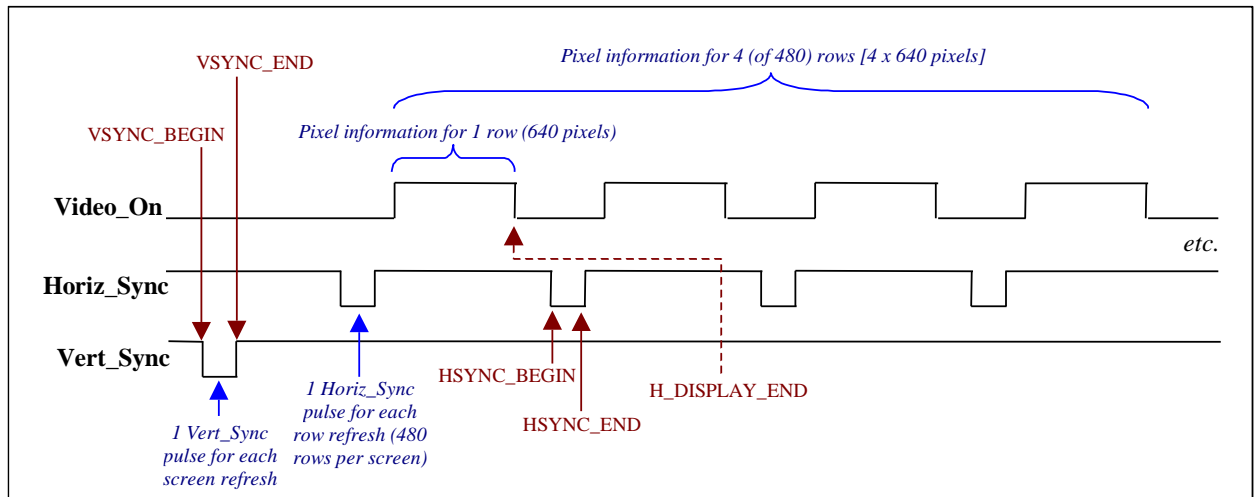 VSYNC_END
Pixel information for 4 (of 480) rows [4 x 640 pixels]
VSYNC_BEGIN
Pixel information for 1 row (640 pixels)
Video_On
etc.
Horiz_Sync
Vert_Sync
HSYNC_BEGIN
H_DISPLAY_END
HSYNC_END
1 Vert_Sync
pulse for each
screen refresh
1 Horiz_Sync
pulse for each
row refresh (480
rows per screen)